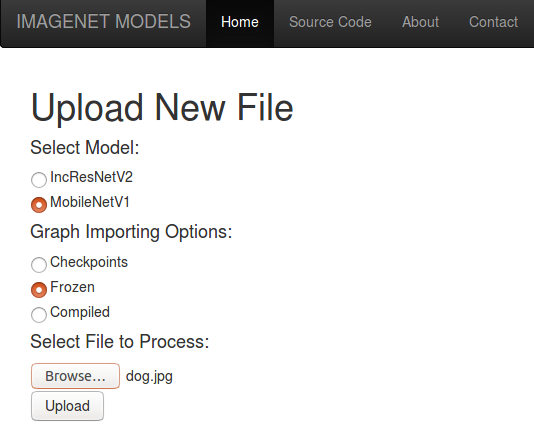 IMAGENET MODELS Home Source Code About Contact
Upload New File
Select Model:
IncResNetV2
MobileNetV1
Graph Importing Options:
Checkpoints
Frozen
Compiled
Select File to Process:
Browse... dog.jpg
Upload